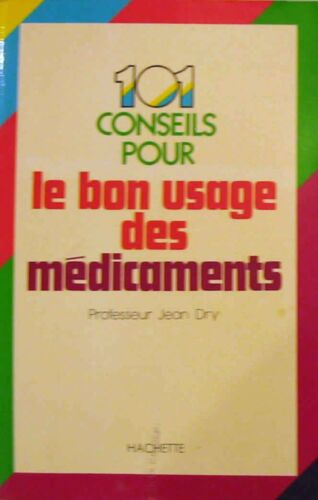 101
CONSEILS
POUR
le bon usage
des
médicaments
Professeur Jean Dry
HACHETTE